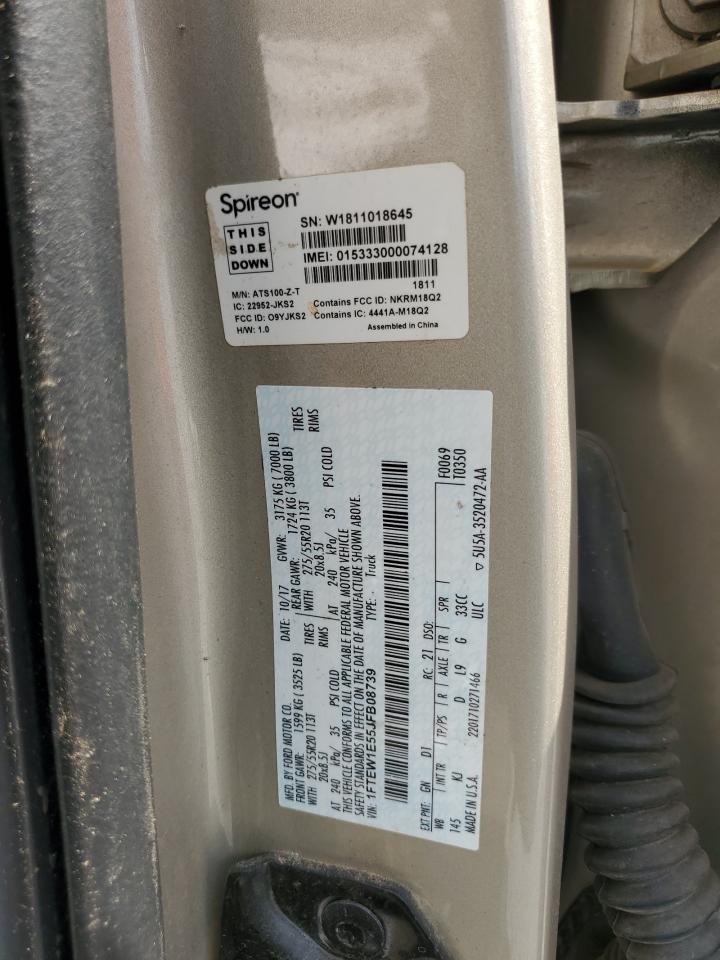 Spireon
THIS
SIDE
DOWN
SN: W1811018645
IMEI: 015333000074128
1811
M/N: ATS100-Z-T
IC: 22952-JKS2 Contains FCC ID: NKRM18Q2
FCC ID: O9YJKS2 Contains IC: 4441A-M18Q2
H/W: 1.0 Assembled in China
MFD. BY FORD MOTOR CO.
DATE: 10/17 GVWR: 3175 KG ( 7000 LB)
FRONT GAWR: 1599 KG ( 3525 LB) REAR GAWR: 1724 KG ( 3800 LB)
WITH 275/55R20 113T TIRES WITH 275/55R20 113T TIRES
20x8.5J RIMS 20x8.5J RIMS
AT 240 kPa/ 35 PSI COLD AT 240 kPa/ 35 PSI COLD
THIS VEHICLE CONFORMS TO ALL APPLICABLE FEDERAL MOTOR VEHICLE
SAFETY STANDARDS IN EFFECT ON THE DATE OF MANUFACTURE SHOWN ABOVE.
VIN: 1FTEW1E55JFB08739 TYPE: Truck
F0069
T0350
EXT PNT: GN D1 RC: 21 DSO:
WB INT TR TP/PS R AXLE TR SPR
145 KJ D L9 G 33CC
ULC
MADE IN U.S.A. 2201710271466 ▽ 5U5A-3520472-AA